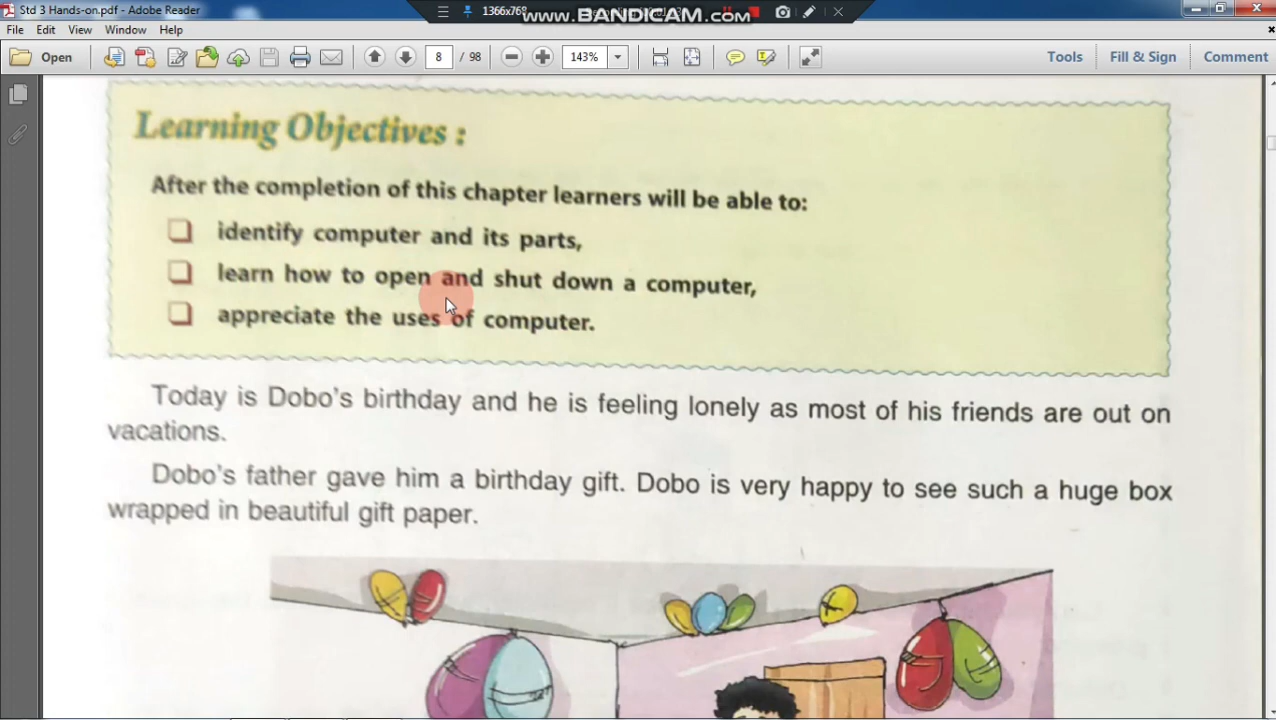 Std 3 Hands-on.pdf - Adobe Reader
1366x768
www.BANDICAM.com
File Edit View Window Help
Open 8 / 98 143% Tools Fill & Sign Comment
Learning Objectives :
After the completion of this chapter learners will be able to:
❑ identify computer and its parts,
❑ learn how to open and shut down a computer,
❑ appreciate the uses of computer.
Today is Dobo's birthday and he is feeling lonely as most of his friends are out on
vacations.
Dobo's father gave him a birthday gift. Dobo is very happy to see such a huge box
wrapped in beautiful gift paper.